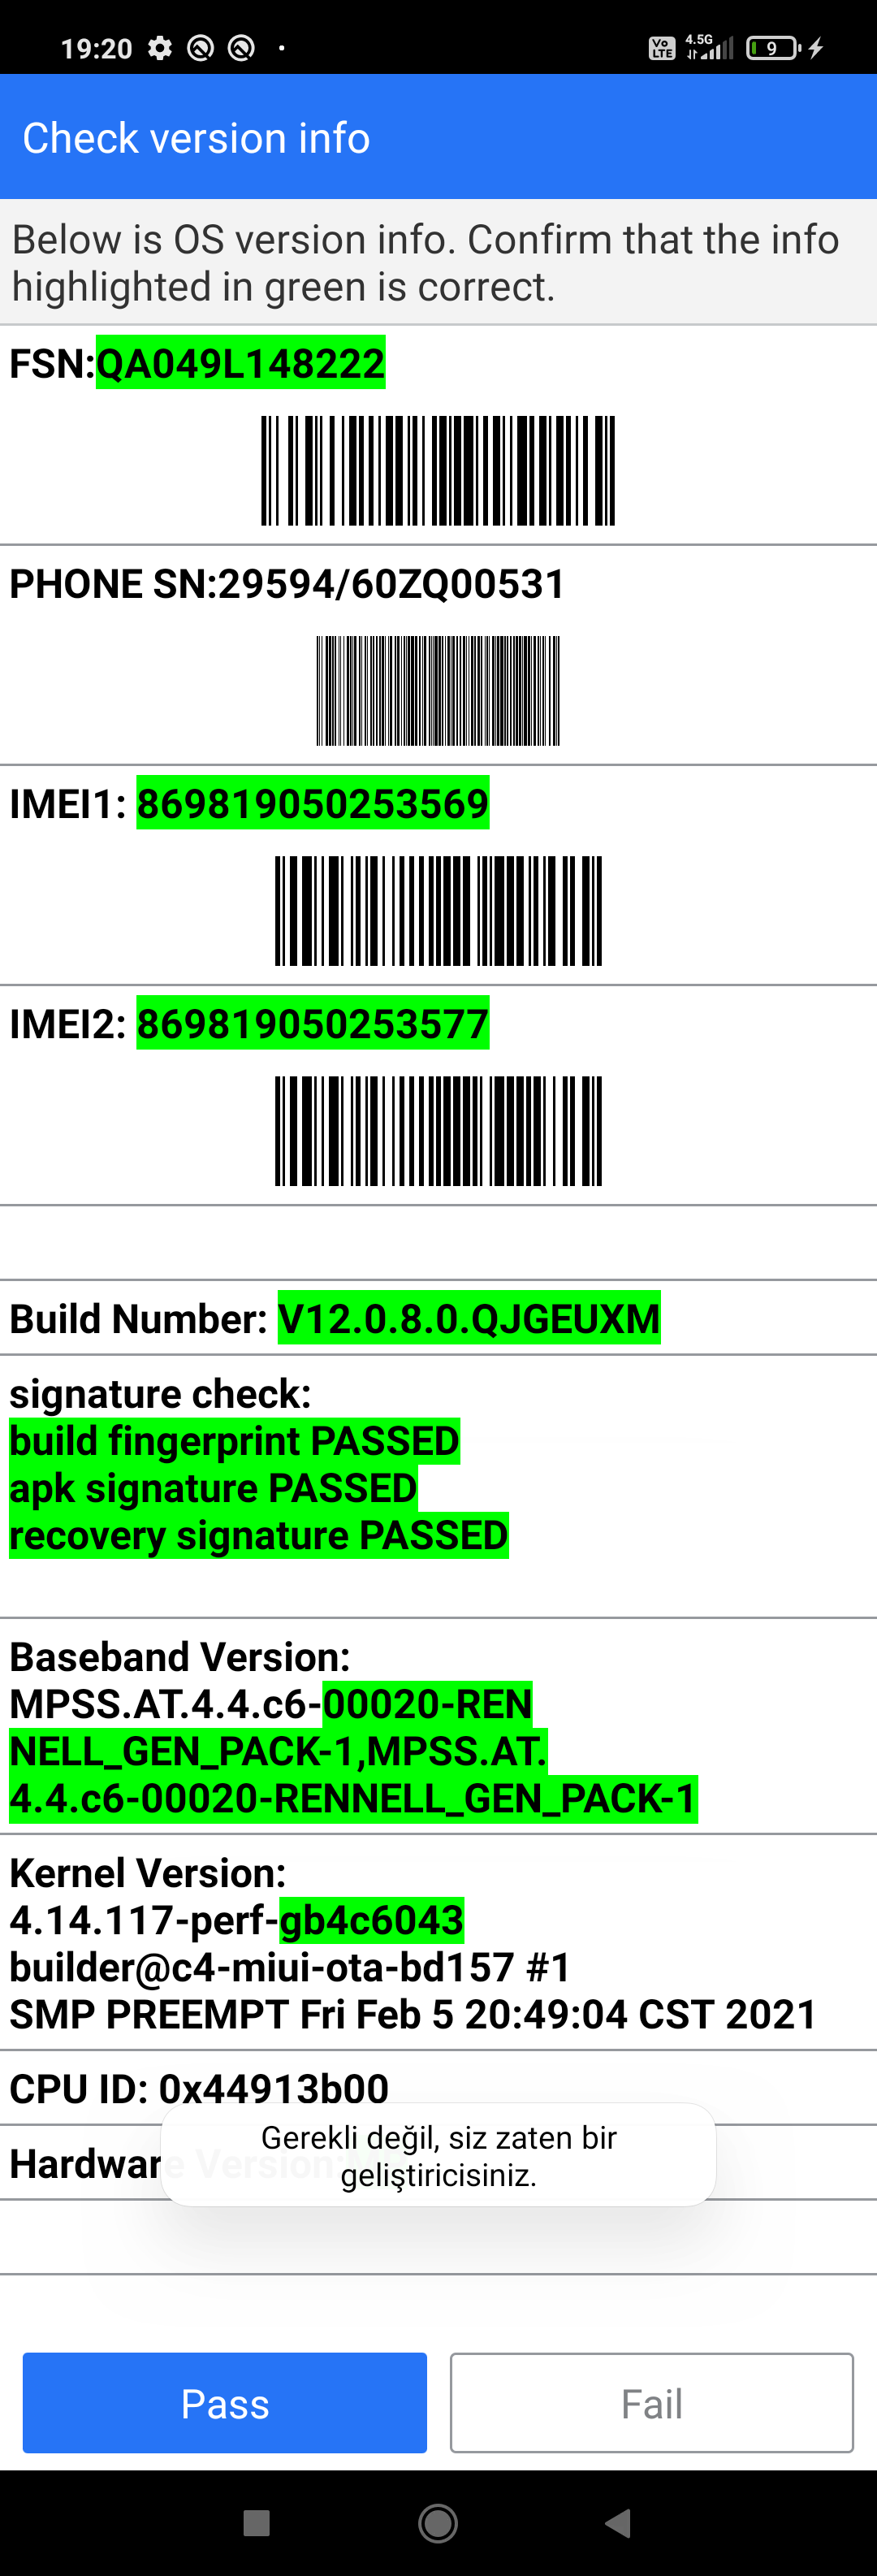 19:20
Vo LTE 4.5G 9
Check version info
Below is OS version info. Confirm that the info
highlighted in green is correct.
FSN:QA049L148222
PHONE SN:29594/60ZQ00531
IMEI1: 869819050253569
IMEI2: 869819050253577
Build Number: V12.0.8.0.QJGEUXM
signature check:
build fingerprint PASSED
apk signature PASSED
recovery signature PASSED
Baseband Version:
MPSS.AT.4.4.c6-00020-REN
NELL_GEN_PACK-1,MPSS.AT.
4.4.c6-00020-RENNELL_GEN_PACK-1
Kernel Version:
4.14.117-perf-gb4c6043
builder@c4-miui-ota-bd157 #1
SMP PREEMPT Fri Feb 5 20:49:04 CST 2021
CPU ID: 0x44913b00
Hardware Version:
Gerekli değil, siz zaten bir
geliştiricisiniz.
Pass
Fail